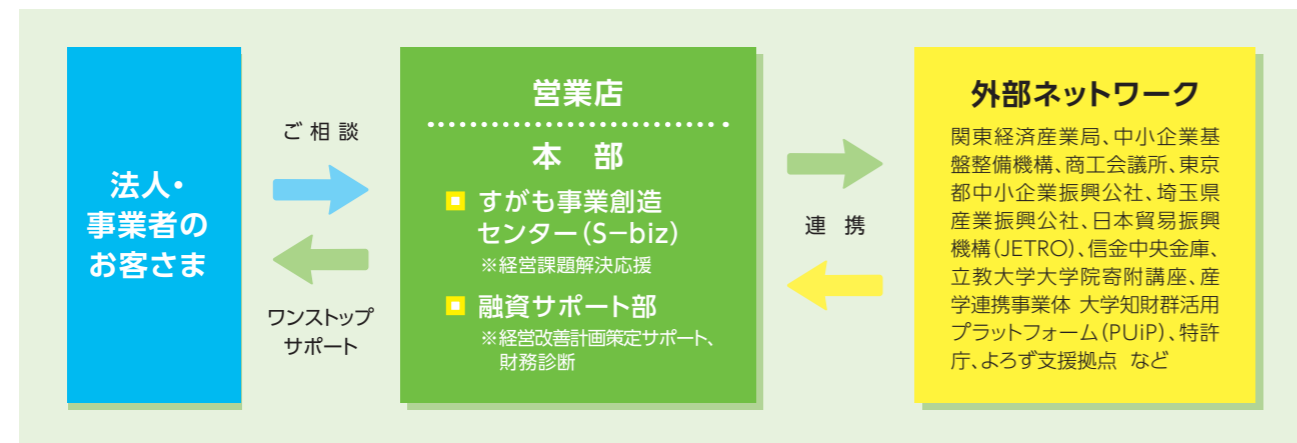 法人・
事業者の
お客さま
ご相談
ワンストップ
サポート
営業店
本 部
すがも事業創造
センター(S-biz)
※経営課題解決応援
融資サポート部
※経営改善計画策定サポート、
財務診断
連 携
外部ネットワーク
関東経済産業局、中小企業基
盤整備機構、商工会議所、東京
都中小企業振興公社、埼玉県
産業振興公社、日本貿易振興
機構(JETRO)、信金中央金庫、
立教大学大学院寄附講座、産
学連携事業体 大学知財群活用
プラットフォーム(PUiP)、特許
庁、よろず支援拠点 など